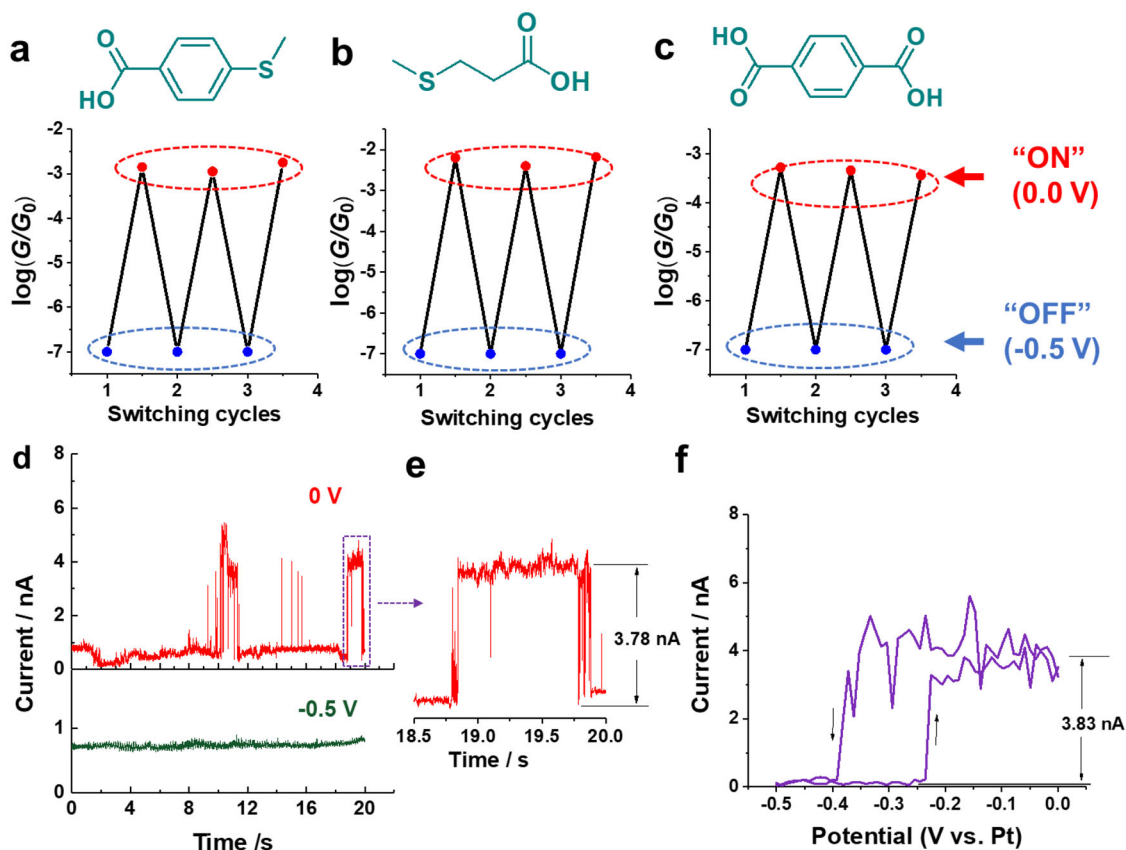 a
b
c
O
HO
S
S
O
OH
HO
O
O
OH
log(G/G0)
-2
-3
-4
-5
-6
-7
1
2
3
4
Switching cycles
log(G/G0)
-2
-3
-4
-5
-6
-7
1
2
3
4
Switching cycles
log(G/G0)
-3
-4
-5
-6
-7
1
2
3
4
Switching cycles
“ON”
(0.0 V)
“OFF”
(-0.5 V)
d
Current / nA
8
6
4
2
0
0 V
1
0
-0.5 V
0
4
8
12
16
20
Time /s
e
3.78 nA
18.5
19.0
19.5
20.0
Time / s
f
Current / nA
8
6
4
2
0
3.83 nA
-0.5
-0.4
-0.3
-0.2
-0.1
0.0
Potential (V vs. Pt)